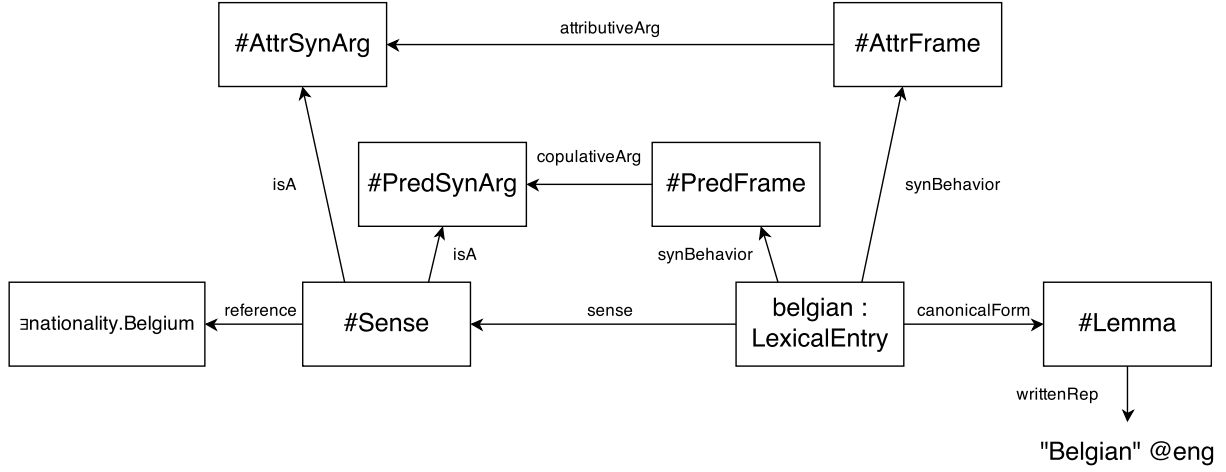 #AttrSynArg
attributiveArg
#AttrFrame
#PredSynArg
copulativeArg
#PredFrame
isA
synBehavior
isA
synBehavior
∃nationality.Belgium
reference
#Sense
sense
belgian :
LexicalEntry
canonicalForm
#Lemma
writtenRep
"Belgian" @eng